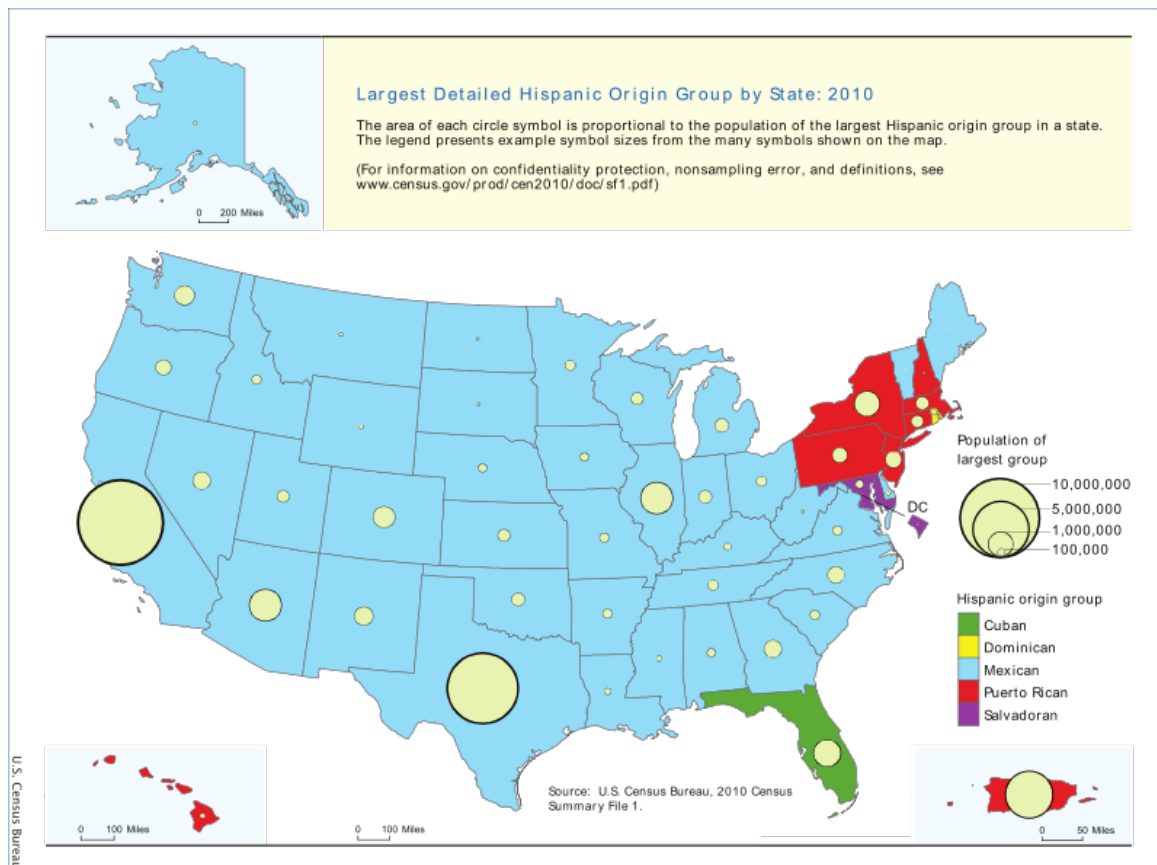 Largest Detailed Hispanic Origin Group by State: 2010
The area of each circle symbol is proportional to the population of the largest Hispanic origin group in a state.
The legend presents example symbol sizes from the many symbols shown on the map.
(For information on confidentiality protection, nonsampling error, and definitions, see
www.census.gov/prod/cen2010/doc/sf1.pdf)
0 200 Miles
DC
Population of
largest group
10,000,000
5,000,000
1,000,000
100,000
Hispanic origin group
Cuban
Dominican
Mexican
Puerto Rican
Salvadoran
0 100 Miles
0 100 Miles
Source: U.S. Census Bureau, 2010 Census
Summary File 1.
0 50 Miles
U.S. Census Bureau